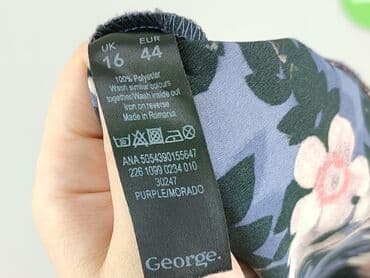 UK EUR
16 44
100% Polyester
Wash similar colours
together/Wash inside out
Iron on reverse
Made in Romania
ANA 5054390155647
226 1099 0234 010
30247
PURPLE/MORADO
George.